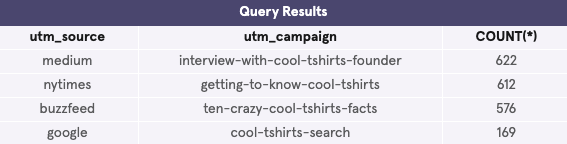 Query Results
utm_source utm_campaign COUNT(*)
medium interview-with-cool-tshirts-founder 622
nytimes getting-to-know-cool-tshirts 612
buzzfeed ten-crazy-cool-tshirts-facts 576
google cool-tshirts-search 169